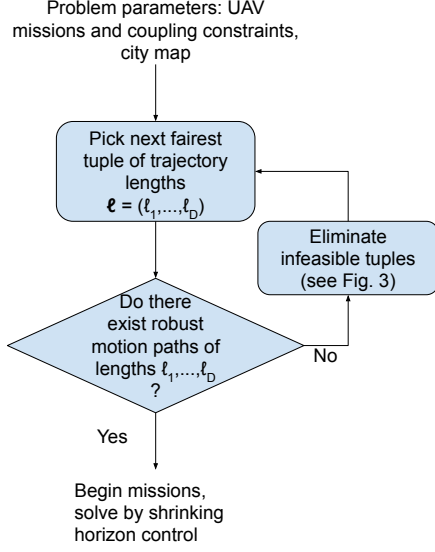 Problem parameters: UAV
missions and coupling constraints,
city map
Pick next fairest
tuple of trajectory
lengths
ℓ = (ℓ₁,...,ℓ_D)
Eliminate
infeasible tuples
(see Fig. 3)
Do there
exist robust
motion paths of
lengths ℓ₁,...,ℓ_D
?
No
Yes
Begin missions,
solve by shrinking
horizon control